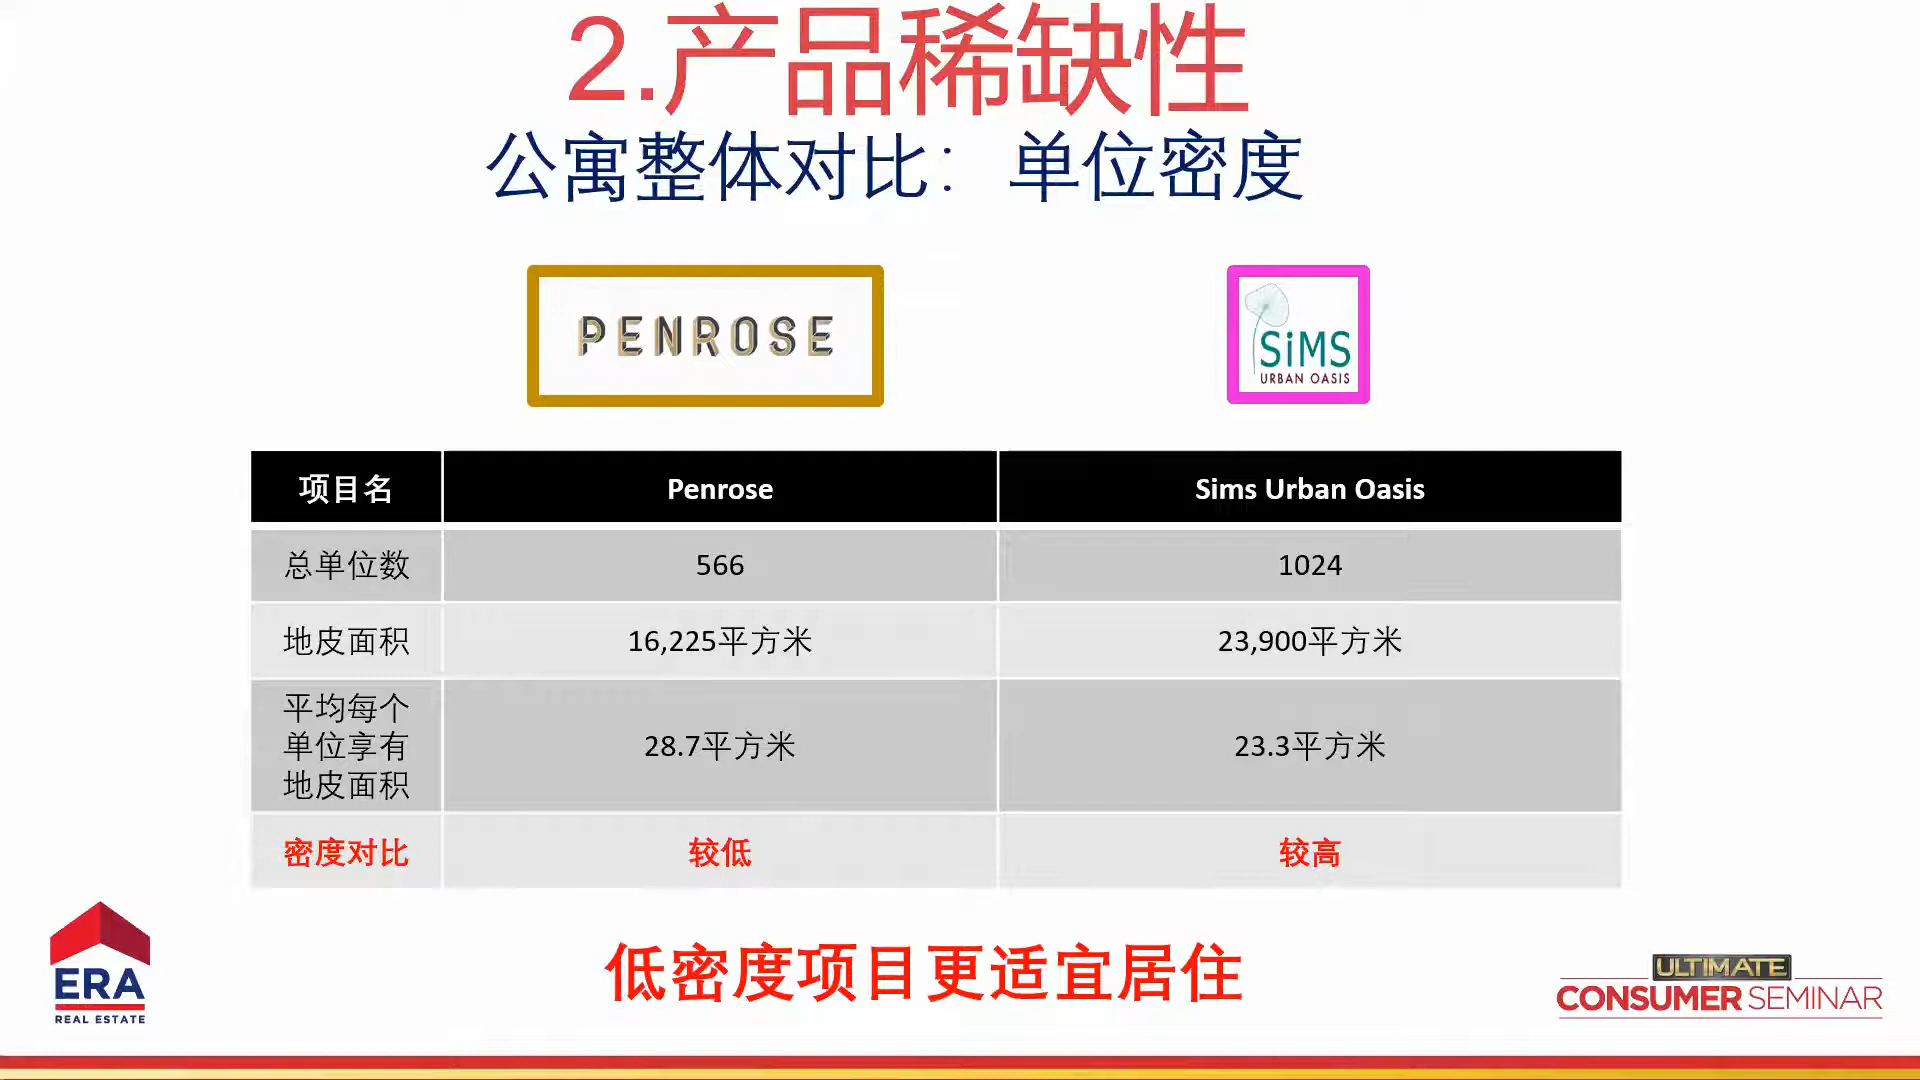 2.产品稀缺性
公寓整体对比：单位密度
PENROSE
SiMS
URBAN OASIS
项目名 Penrose Sims Urban Oasis
总单位数 566 1024
地皮面积 16,225平方米 23,900平方米
平均每个
单位享有
地皮面积 28.7平方米 23.3平方米
密度对比 较低 较高
低密度项目更适宜居住
ERA
REAL ESTATE
ULTIMATE
CONSUMER SEMINAR